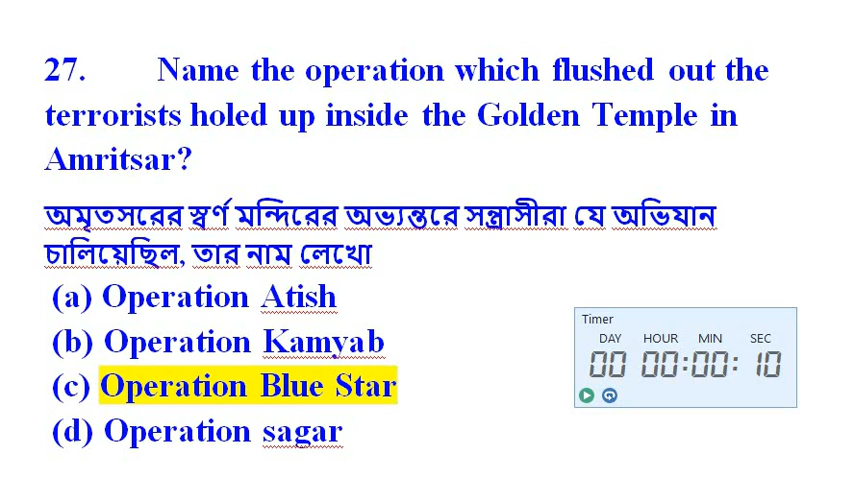 27. Name the operation which flushed out the
terrorists holed up inside the Golden Temple in
Amritsar?
অমৃতসরের স্বর্ণ মন্দিরের অভ্যন্তরে সন্ত্রাসীরা যে অভিযান
চালিয়েছিল, তার নাম লেখো
(a) Operation Atish
(b) Operation Kamyab
(c) Operation Blue Star
(d) Operation sagar
Timer
DAY HOUR MIN SEC
00 00:00:10